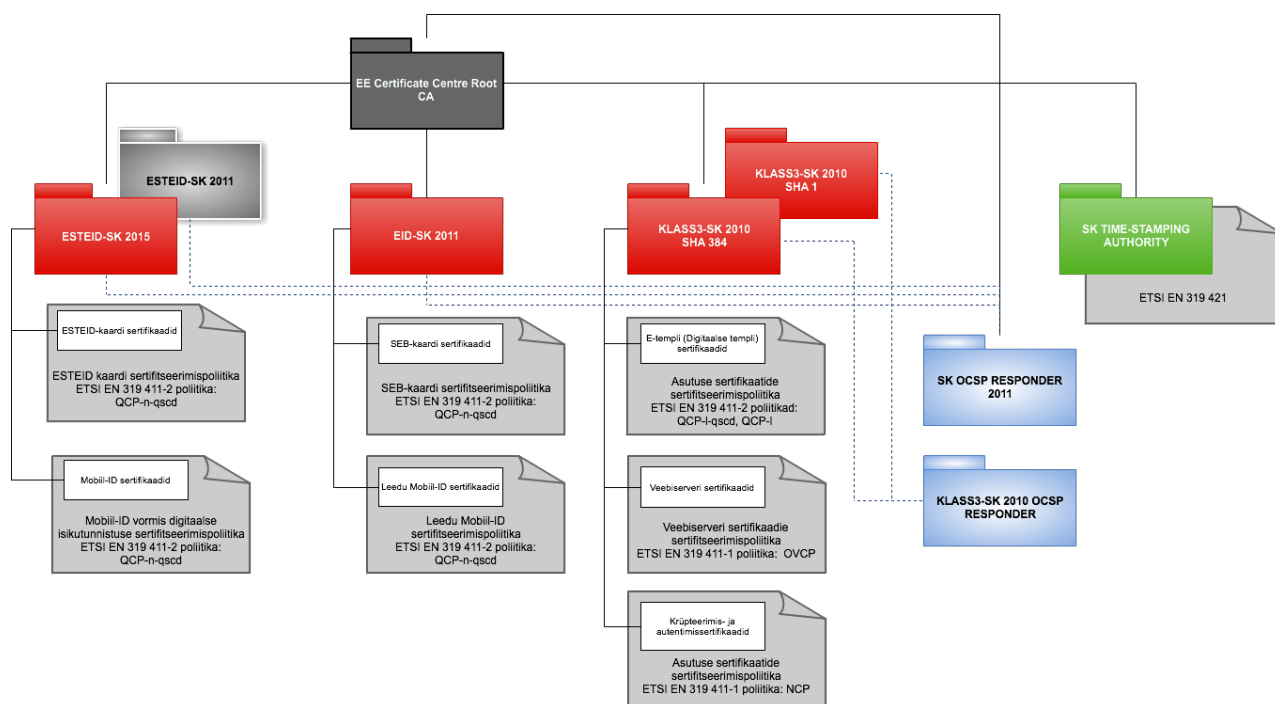 EE Certificate Centre Root
CA
ESTEID-SK 2011
ESTEID-SK 2015
EID-SK 2011
KLASS3-SK 2010
SHA 1
KLASS3-SK 2010
SHA 384
SK TIME-STAMPING
AUTHORITY
ETSI EN 319 421
ESTEID-kaardi sertifikaadid
ESTEID kaardi sertifitseerimispoliitika
ETSI EN 319 411-2 poliitika:
QCP-n-qscd
Mobiil-ID sertifikaadid
Mobiil-ID vormis digitaalse
isikutunnistuse sertifitseerimispoliitika
ETSI EN 319 411-2 poliitika:
QCP-n-qscd
SEB-kaardi sertifikaadid
SEB-kaardi sertifitseerimispoliitika
ETSI EN 319 411-2 poliitika:
QCP-n-qscd
Leedu Mobiil-ID sertifikaadid
Leedu Mobiil-ID
sertifitseerimispoliitika
ETSI EN 319 411-2 poliitika:
QCP-n-qscd
E-templi (Digitaalse templi)
sertifikaadid
Asutuse sertifikaatide
sertifitseerimispoliitika
ETSI EN 319 411-2 poliitikad:
QCP-l-qscd, QCP-l
Veebiserveri sertifikaadid
Veebiserveri sertifikaadie
sertifitseerimispoliitika
ETSI EN 319 411-1 poliitika: OVCP
Krüpteerimis- ja
autentimissertifikaadid
Asutuse sertifikaatide
sertifitseerimispoliitika
ETSI EN 319 411-1 poliitika: NCP
SK OCSP RESPONDER
2011
KLASS3-SK 2010 OCSP
RESPONDER